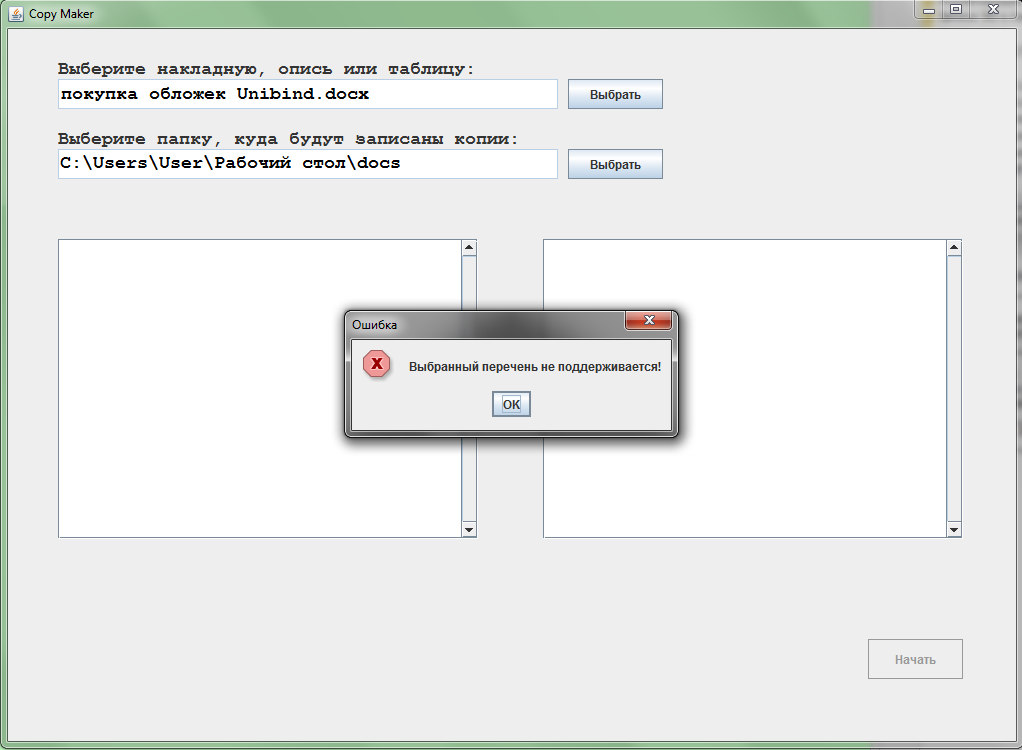 Copy Maker
Выберите накладную, опись или таблицу:
покупка обложек Unibind.docx
Выбрать
Выберите папку, куда будут записаны копии:
C:\Users\User\Рабочий стол\docs
Выбрать
Ошибка
Выбранный перечень не поддерживается!
OK
Начать